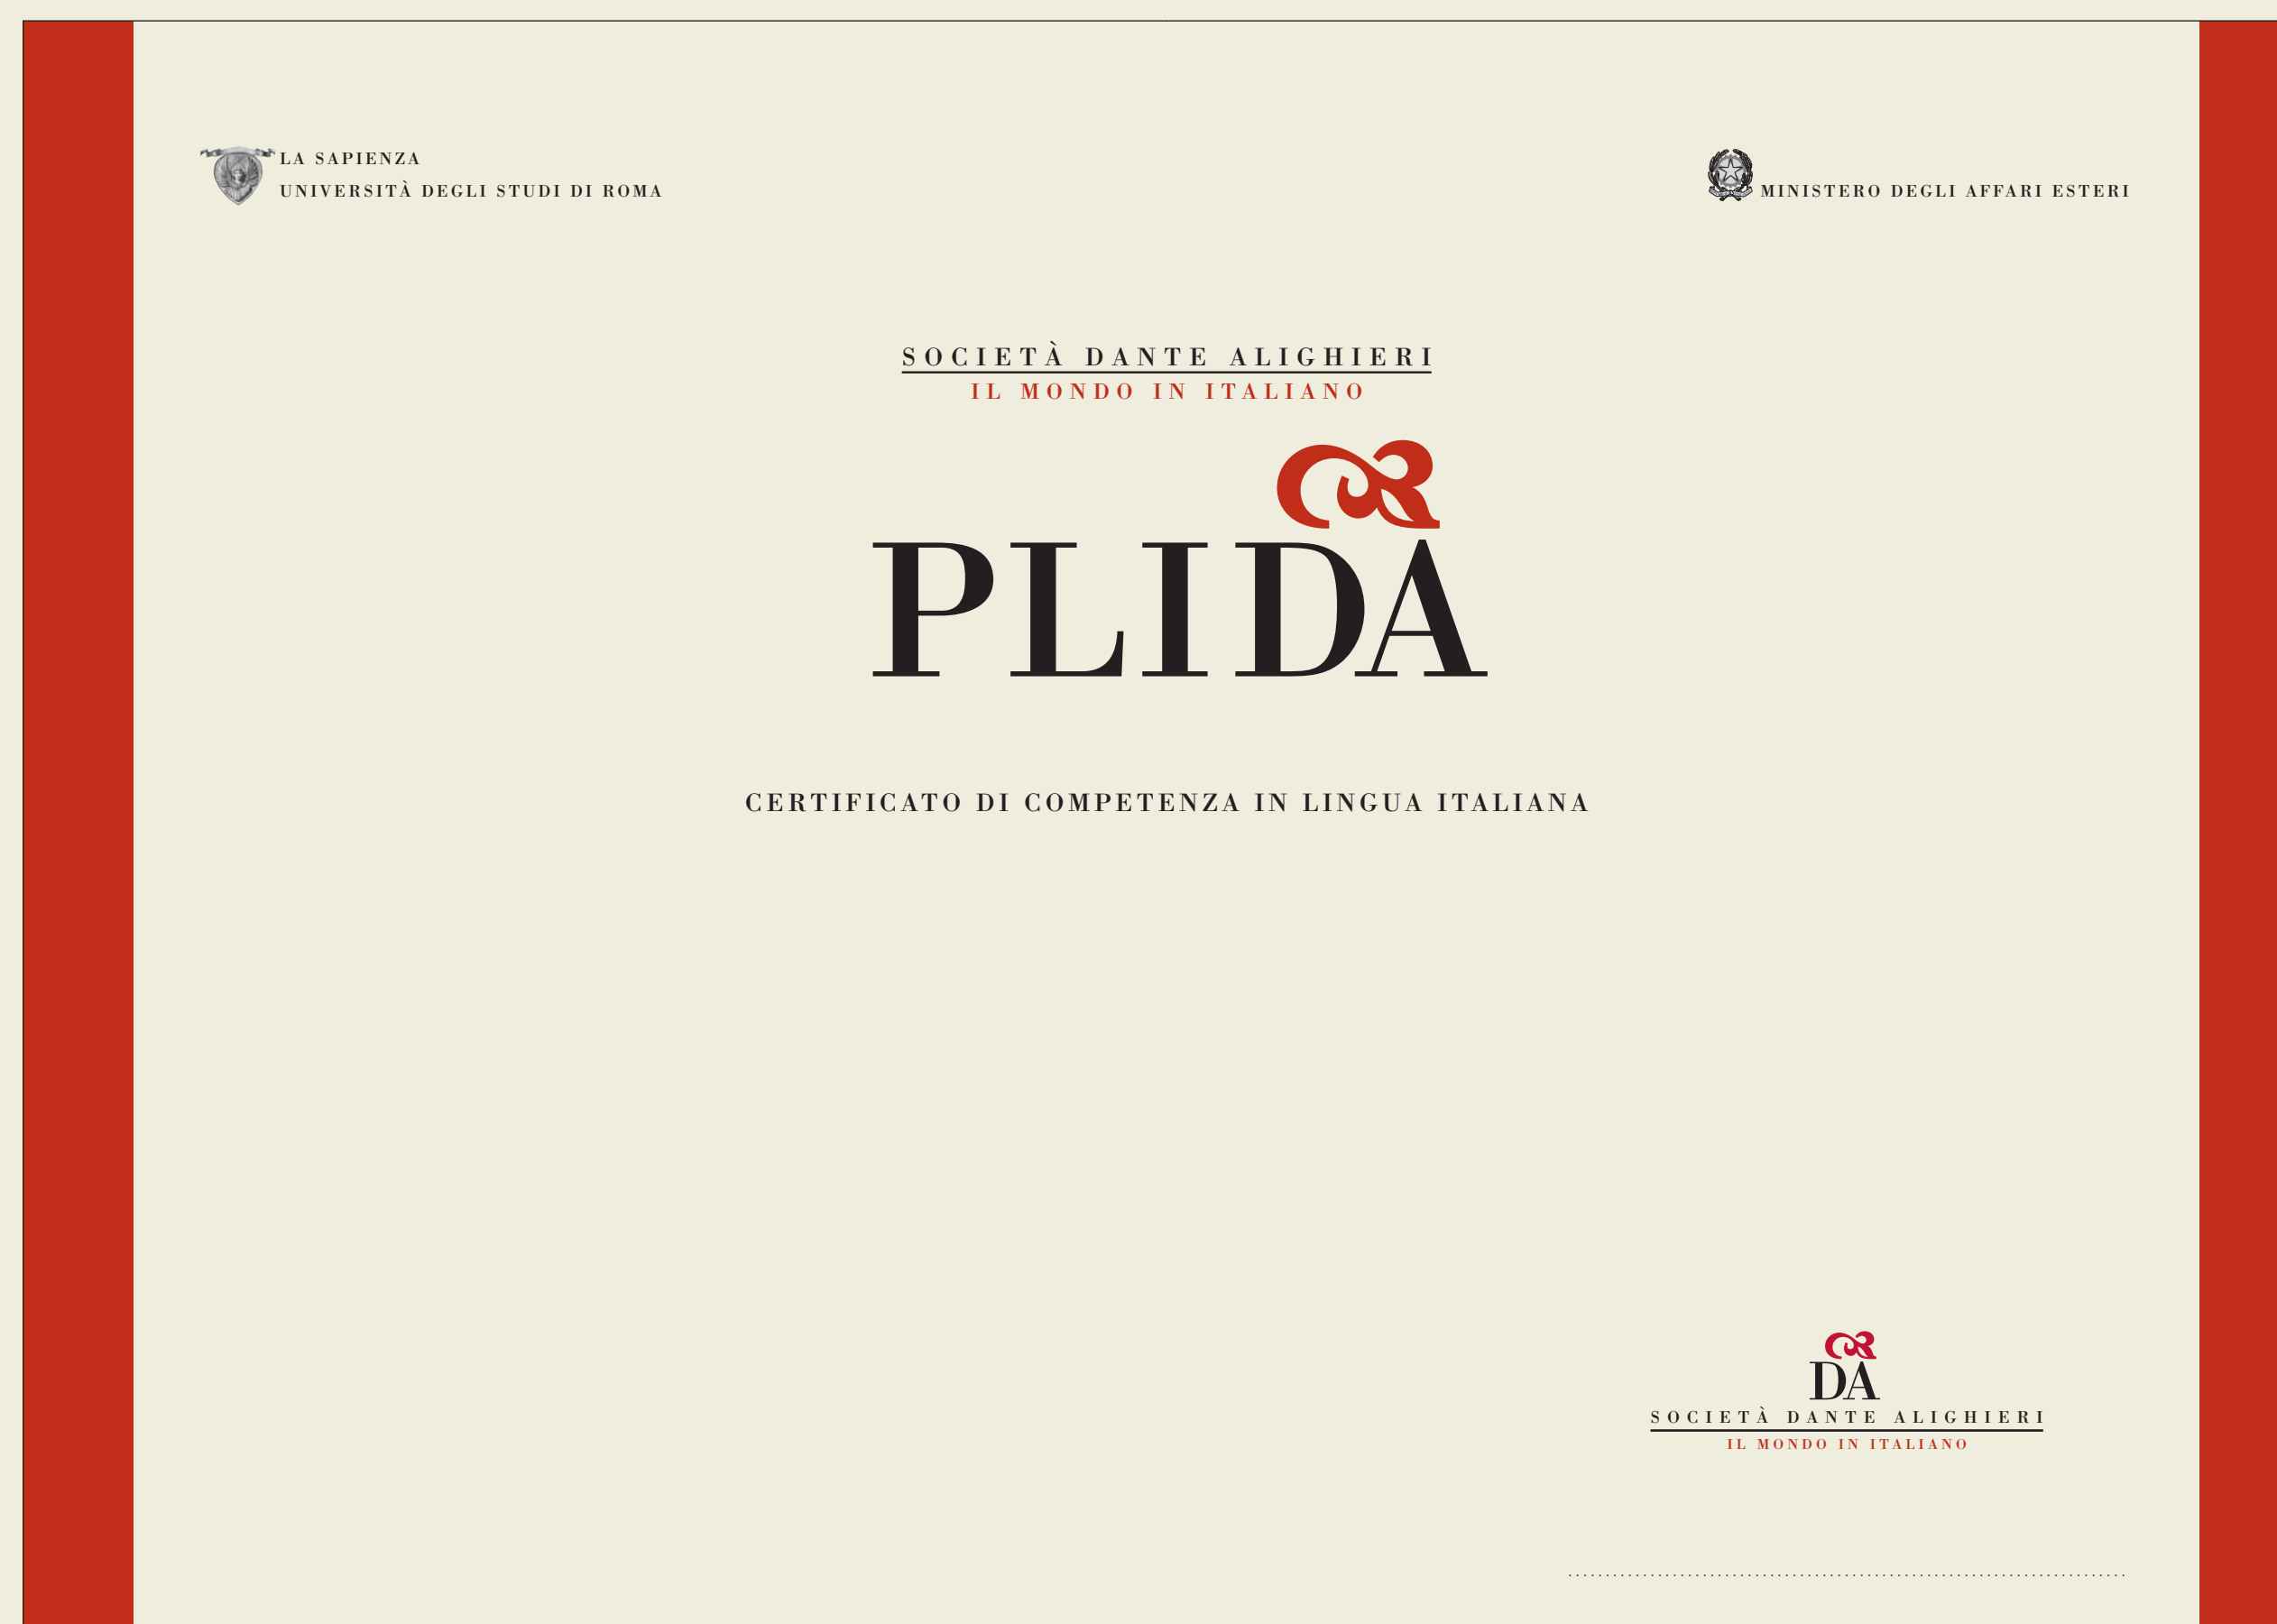 LA SAPIENZA
UNIVERSITÀ DEGLI STUDI DI ROMA
MINISTERO DEGLI AFFARI ESTERI
SOCIETÀ DANTE ALIGHIERI
IL MONDO IN ITALIANO
PLIDA
CERTIFICATO DI COMPETENZA IN LINGUA ITALIANA
DA
SOCIETÀ DANTE ALIGHIERI
IL MONDO IN ITALIANO